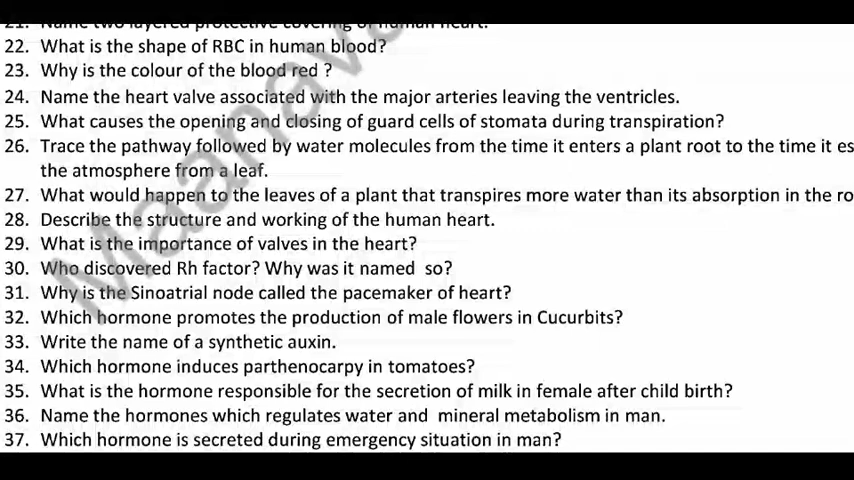 21. Name two layered protective covering of human heart.
22. What is the shape of RBC in human blood?
23. Why is the colour of the blood red ?
24. Name the heart valve associated with the major arteries leaving the ventricles.
25. What causes the opening and closing of guard cells of stomata during transpiration?
26. Trace the pathway followed by water molecules from the time it enters a plant root to the time it es
the atmosphere from a leaf.
27. What would happen to the leaves of a plant that transpires more water than its absorption in the ro
28. Describe the structure and working of the human heart.
29. What is the importance of valves in the heart?
30. Who discovered Rh factor? Why was it named so?
31. Why is the Sinoatrial node called the pacemaker of heart?
32. Which hormone promotes the production of male flowers in Cucurbits?
33. Write the name of a synthetic auxin.
34. Which hormone induces parthenocarpy in tomatoes?
35. What is the hormone responsible for the secretion of milk in female after child birth?
36. Name the hormones which regulates water and mineral metabolism in man.
37. Which hormone is secreted during emergency situation in man?